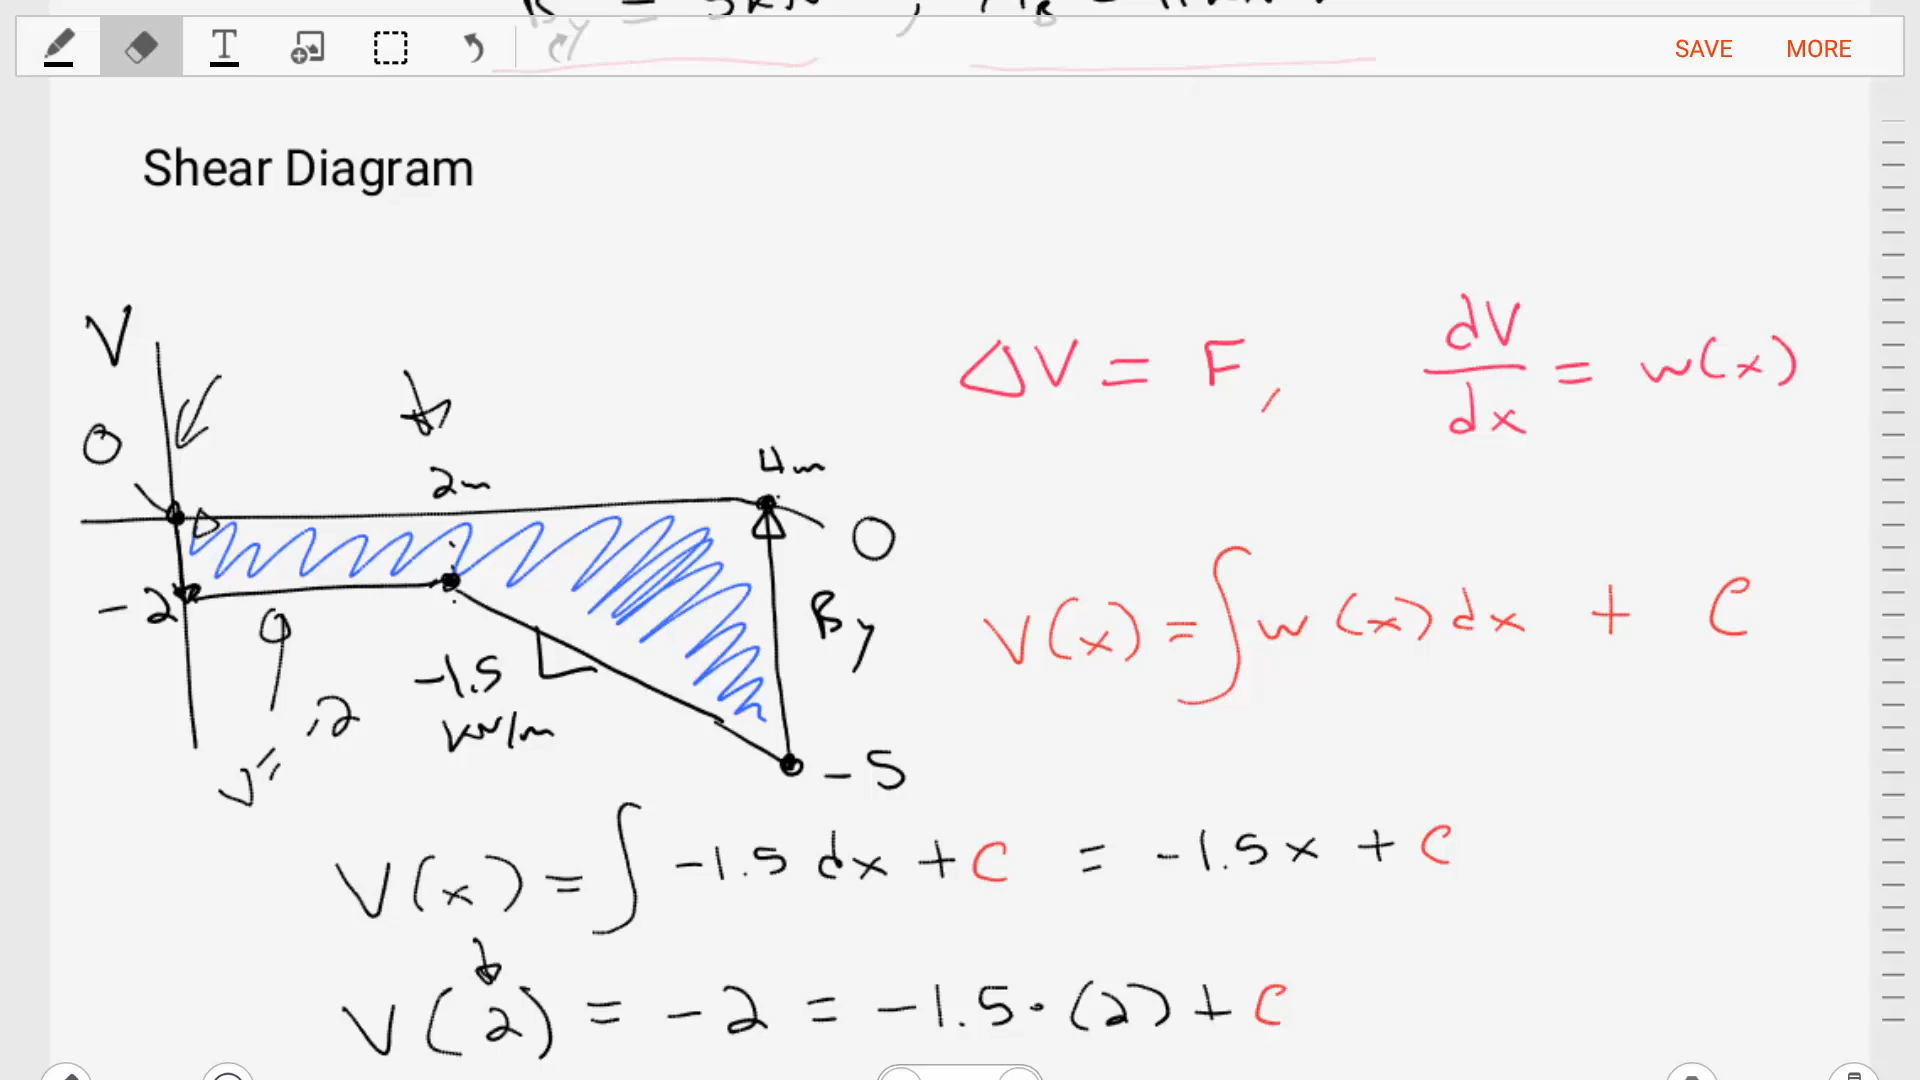 T SAVE MORE
Shear Diagram
V
ΔV = F, dV/dx = w(x)
0
2m
4m
0
-2
By
V(x) = ∫ w(x) dx + C
-1.5
kN/m
V = -2
-5
V(x) = ∫ -1.5 dx + C = -1.5x + C
V(2) = -2 = -1.5·(2) + C